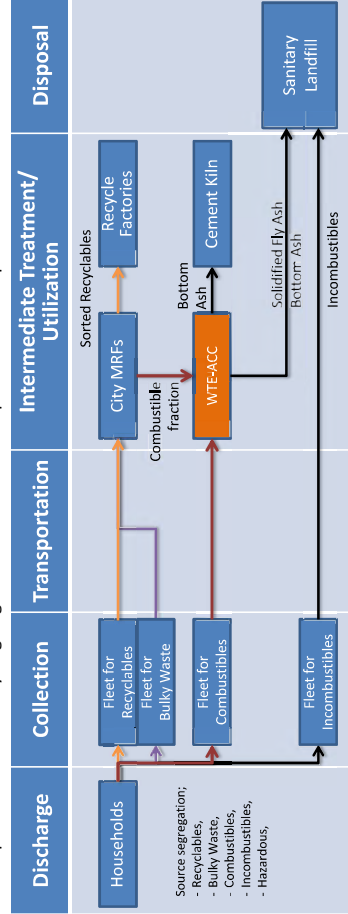 Discharge
Collection
Transportation
Intermediate Treatment/
Utilization
Disposal
Households
Source segregation;
- Recyclables,
- Bulky Waste,
- Combustibles,
- Incombustibles,
- Hazardous,
Fleet for
Recyclables
Fleet for
Bulky Waste
Fleet for
Combustibles
Fleet for
Incombustibles
City MRFs
Sorted Recyclables
Recycle
Factories
Combustible
fraction
WTE-ACC
Bottom
Ash
Cement Kiln
Solidified Fly Ash
Bottom Ash
Incombustibles
Sanitary
Landfill